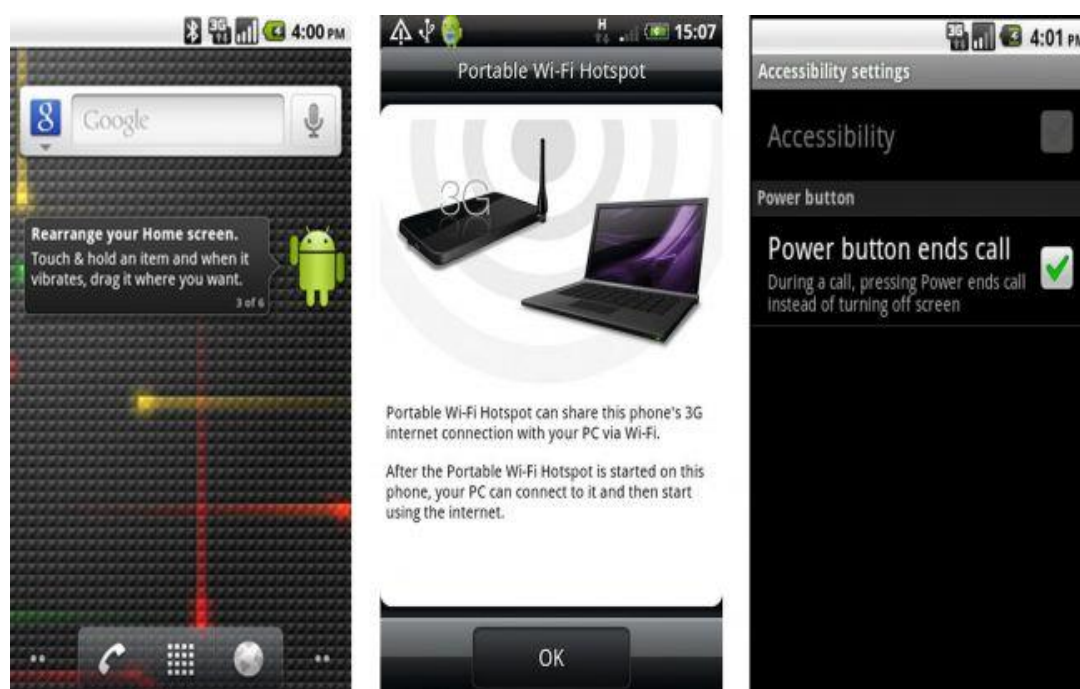 3G 4:00 PM
8 Google
Rearrange your Home screen.
Touch & hold an item and when it
vibrates, drag it where you want.
3 of 6
H 15:07
Portable Wi-Fi Hotspot
3G
Portable Wi-Fi Hotspot can share this phone's 3G
internet connection with your PC via Wi-Fi.
After the Portable Wi-Fi Hotspot is started on this
phone, your PC can connect to it and then start
using the internet.
OK
3G 4:01 PM
Accessibility settings
Accessibility
Power button
Power button ends call
During a call, pressing Power ends call
instead of turning off screen